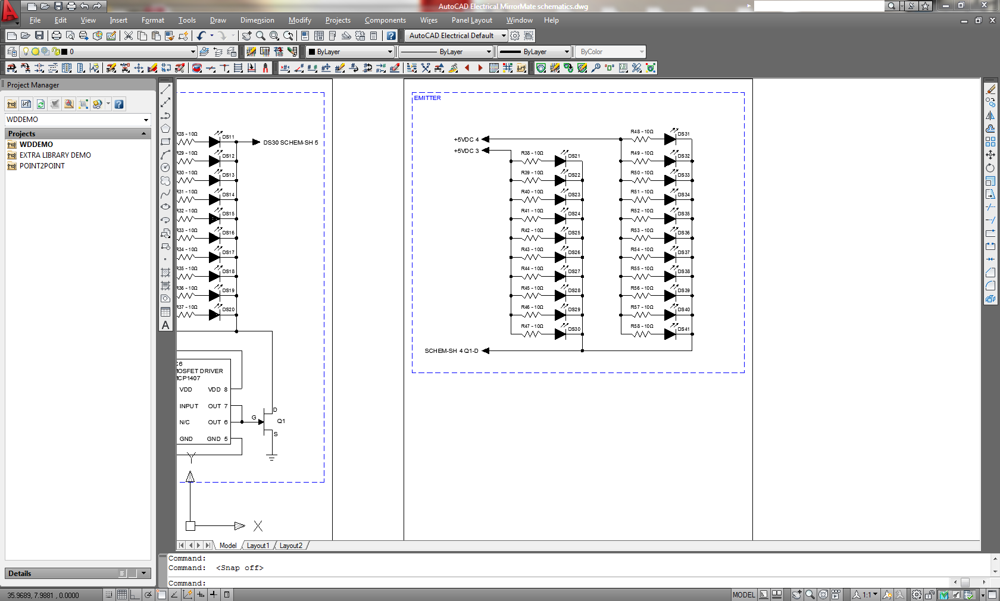 AutoCAD Electrical MirrorMate schematics.dwg
File Edit View Insert Format Tools Draw Dimension Modify Projects Components Wires Panel Layout Window Help
AutoCAD Electrical Default
0 ByLayer ByLayer ByLayer ByColor
Project Manager
WDDEMO
Projects
WDDEMO
EXTRA LIBRARY DEMO
POINT2POINT
Details
R28 - 10Ω DS11
DS30 SCHEM-SH 5
R29 - 10Ω DS12
R30 - 10Ω DS13
R31 - 10Ω DS14
R32 - 10Ω DS15
R33 - 10Ω DS16
R34 - 10Ω DS17
R35 - 10Ω DS18
R36 - 10Ω DS19
R37 - 10Ω DS20
C6
MOSFET DRIVER
MCP1407
VDD VDD 8
INPUT OUT 7
N/C OUT 6
GND GND 5
G
D
Q1
S
Y
X
EMITTER
+5VDC 4
+5VDC 3
R38 - 10Ω DS21
R39 - 10Ω DS22
R40 - 10Ω DS23
R41 - 10Ω DS24
R42 - 10Ω DS25
R43 - 10Ω DS26
R44 - 10Ω DS27
R45 - 10Ω DS28
R46 - 10Ω DS29
R47 - 10Ω DS30
R48 - 10Ω DS31
R49 - 10Ω DS32
R50 - 10Ω DS33
R51 - 10Ω DS34
R52 - 10Ω DS35
R53 - 10Ω DS36
R54 - 10Ω DS37
R55 - 10Ω DS38
R56 - 10Ω DS39
R57 - 10Ω DS40
R58 - 10Ω DS41
SCHEM-SH 4 Q1-D
Model Layout1 Layout2
Command:
Command: <Snap off>
Command:
35.9689, 7.9881 , 0.0000
MODEL
1:1